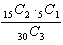 ₁₅C₂ · ₅C₁
₃₀C₃